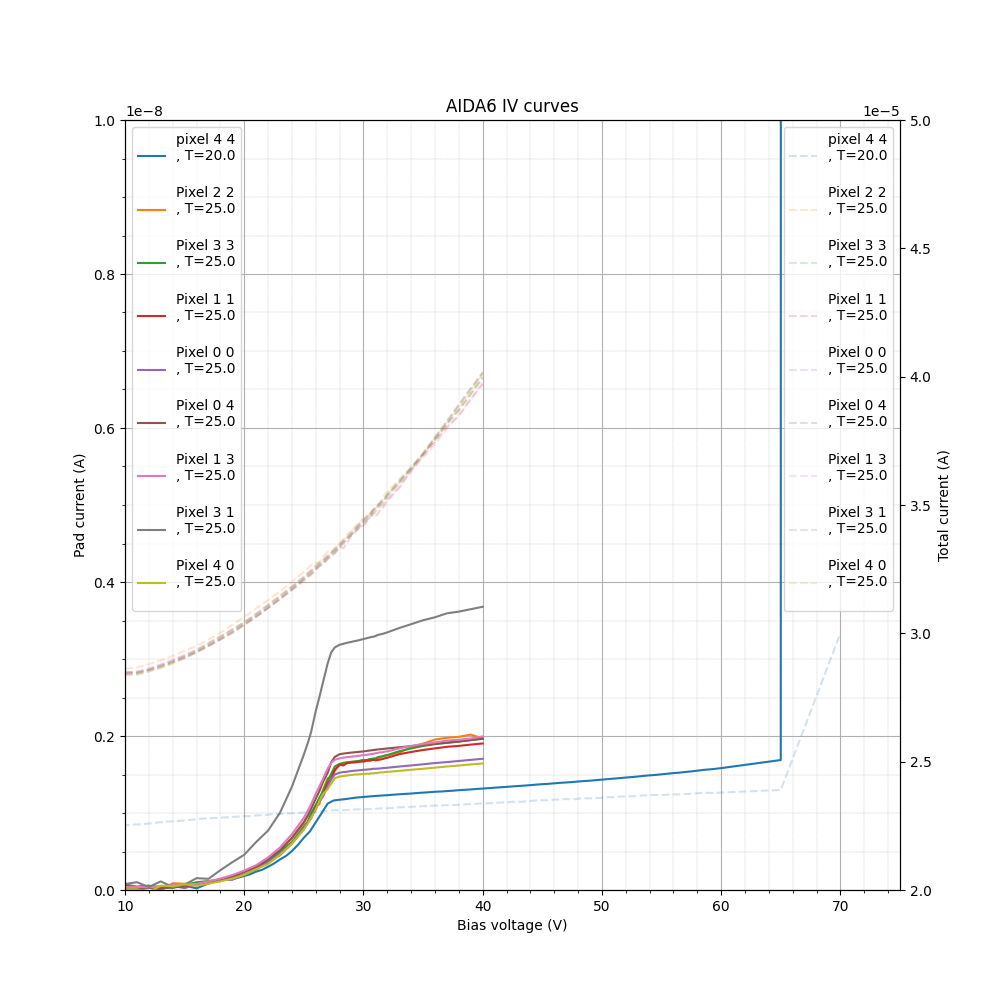 AIDA6 IV curves
1e−8
1e−5
1.0
0.8
0.6
0.4
0.2
0.0
Pad current (A)
pixel 4 4
, T=20.0
Pixel 2 2
, T=25.0
Pixel 3 3
, T=25.0
Pixel 1 1
, T=25.0
Pixel 0 0
, T=25.0
Pixel 0 4
, T=25.0
Pixel 1 3
, T=25.0
Pixel 3 1
, T=25.0
Pixel 4 0
, T=25.0
pixel 4 4
, T=20.0
Pixel 2 2
, T=25.0
Pixel 3 3
, T=25.0
Pixel 1 1
, T=25.0
Pixel 0 0
, T=25.0
Pixel 0 4
, T=25.0
Pixel 1 3
, T=25.0
Pixel 3 1
, T=25.0
Pixel 4 0
, T=25.0
5.0
4.5
4.0
3.5
3.0
2.5
2.0
Total current (A)
10 20 30 40 50 60 70
Bias voltage (V)